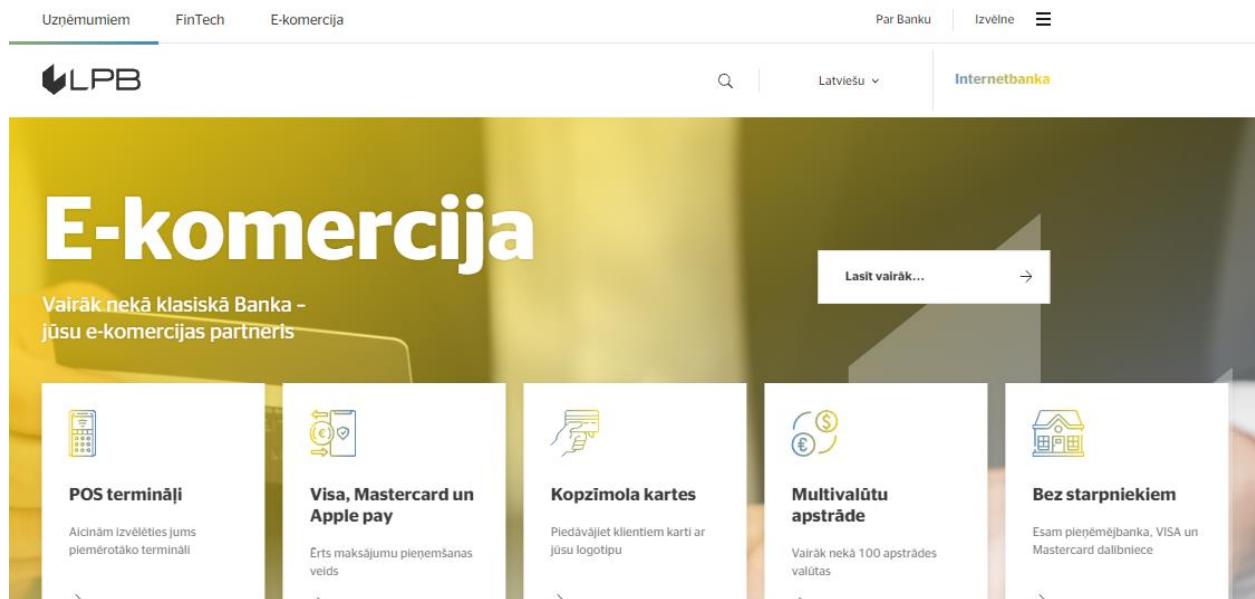 Uzņēmumiem FinTech E-komercija Par Banku Izvēlne
LPB Latviešu Internetbanka
E-komercija
Vairāk nekā klasiskā Banka –
jūsu e-komercijas partneris
Lasīt vairāk...
POS termināļi
Aicinām izvēlēties jums
piemērotāko termināli
Visa, Mastercard un
Apple pay
Ērts maksājumu pieņemšanas
veids
Kopzīmola kartes
Piedāvājiet klientiem karti ar
jūsu logotipu
Multivalūtu
apstrāde
Vairāk nekā 100 apstrādes
valūtas
Bez starpniekiem
Esam pieņēmējbanka, VISA un
Mastercard dalībniece